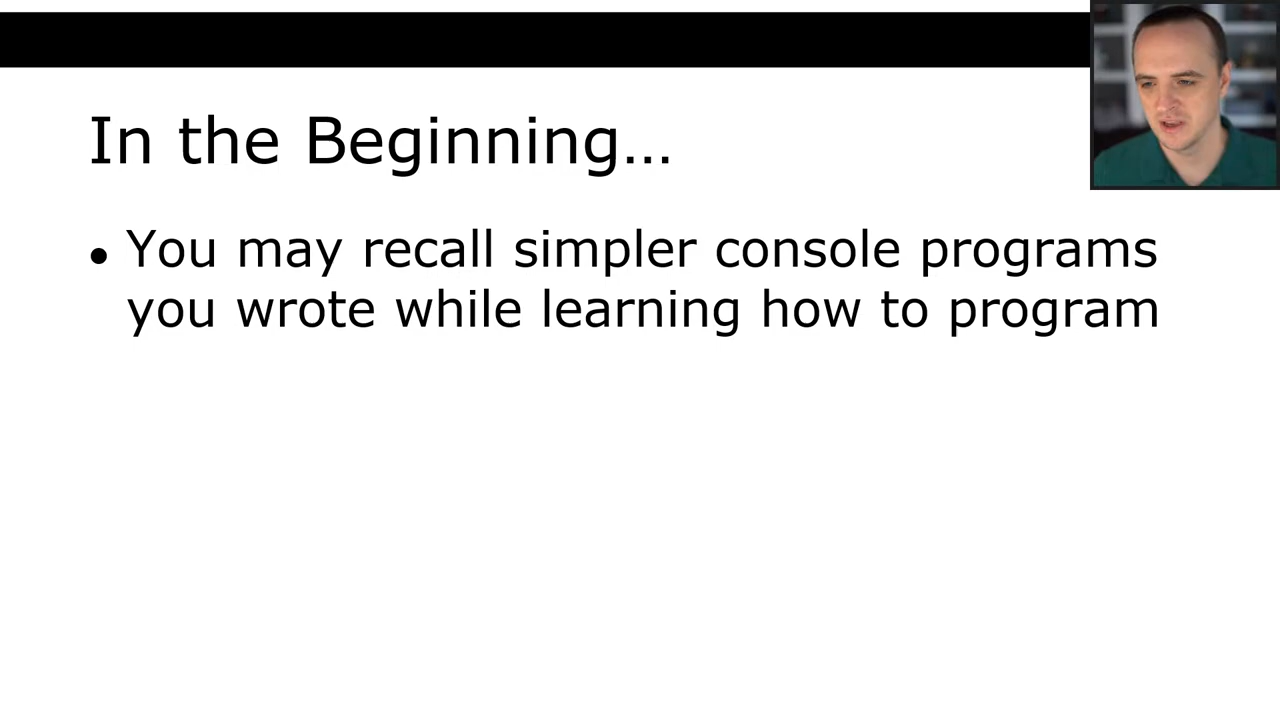 In the Beginning…
• You may recall simpler console programs
you wrote while learning how to program